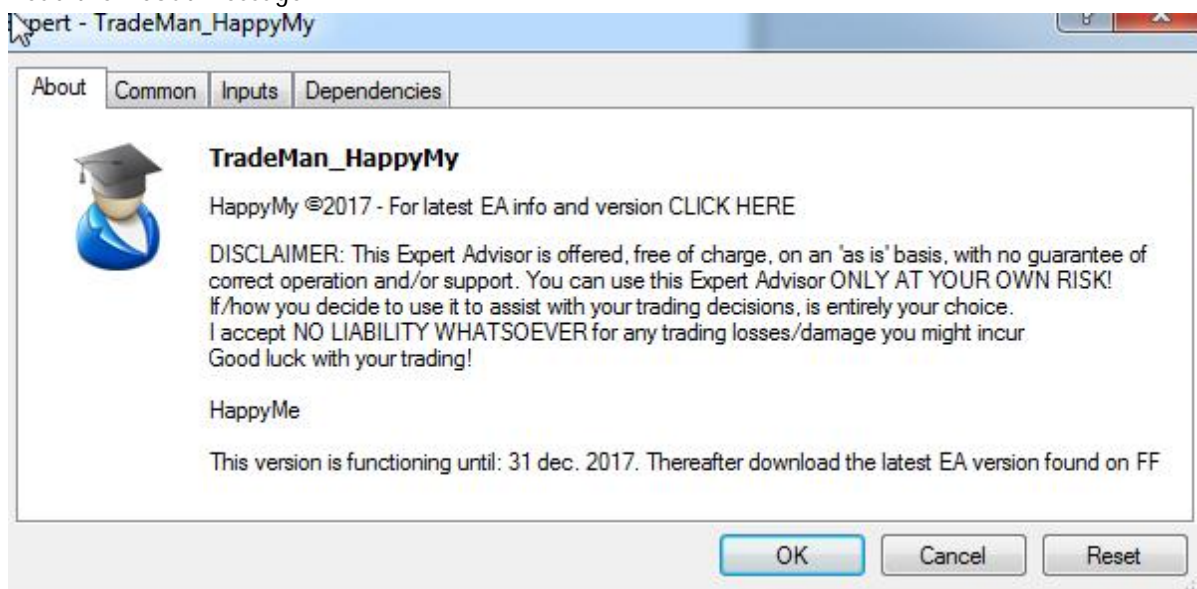 pert - TradeMan_HappyMy
About Common Inputs Dependencies
TradeMan_HappyMy
HappyMy ©2017 - For latest EA info and version CLICK HERE
DISCLAIMER: This Expert Advisor is offered, free of charge, on an 'as is' basis, with no guarantee of
correct operation and/or support. You can use this Expert Advisor ONLY AT YOUR OWN RISK!
If/how you decide to use it to assist with your trading decisions, is entirely your choice.
I accept NO LIABILITY WHATSOEVER for any trading losses/damage you might incur
Good luck with your trading!
HappyMe
This version is functioning until: 31 dec. 2017. Thereafter download the latest EA version found on FF
OK Cancel Reset